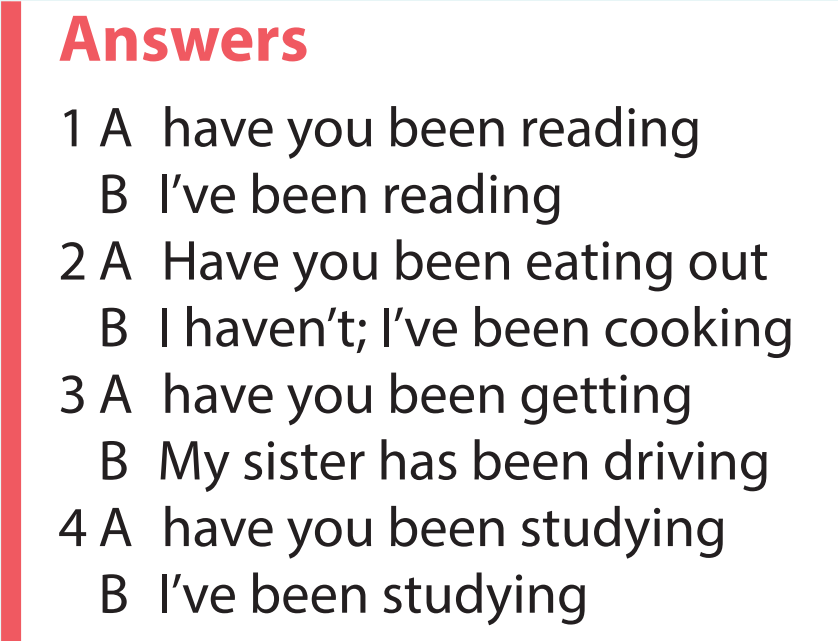 Answers
1 A have you been reading
B I’ve been reading
2 A Have you been eating out
B I haven’t; I’ve been cooking
3 A have you been getting
B My sister has been driving
4 A have you been studying
B I’ve been studying